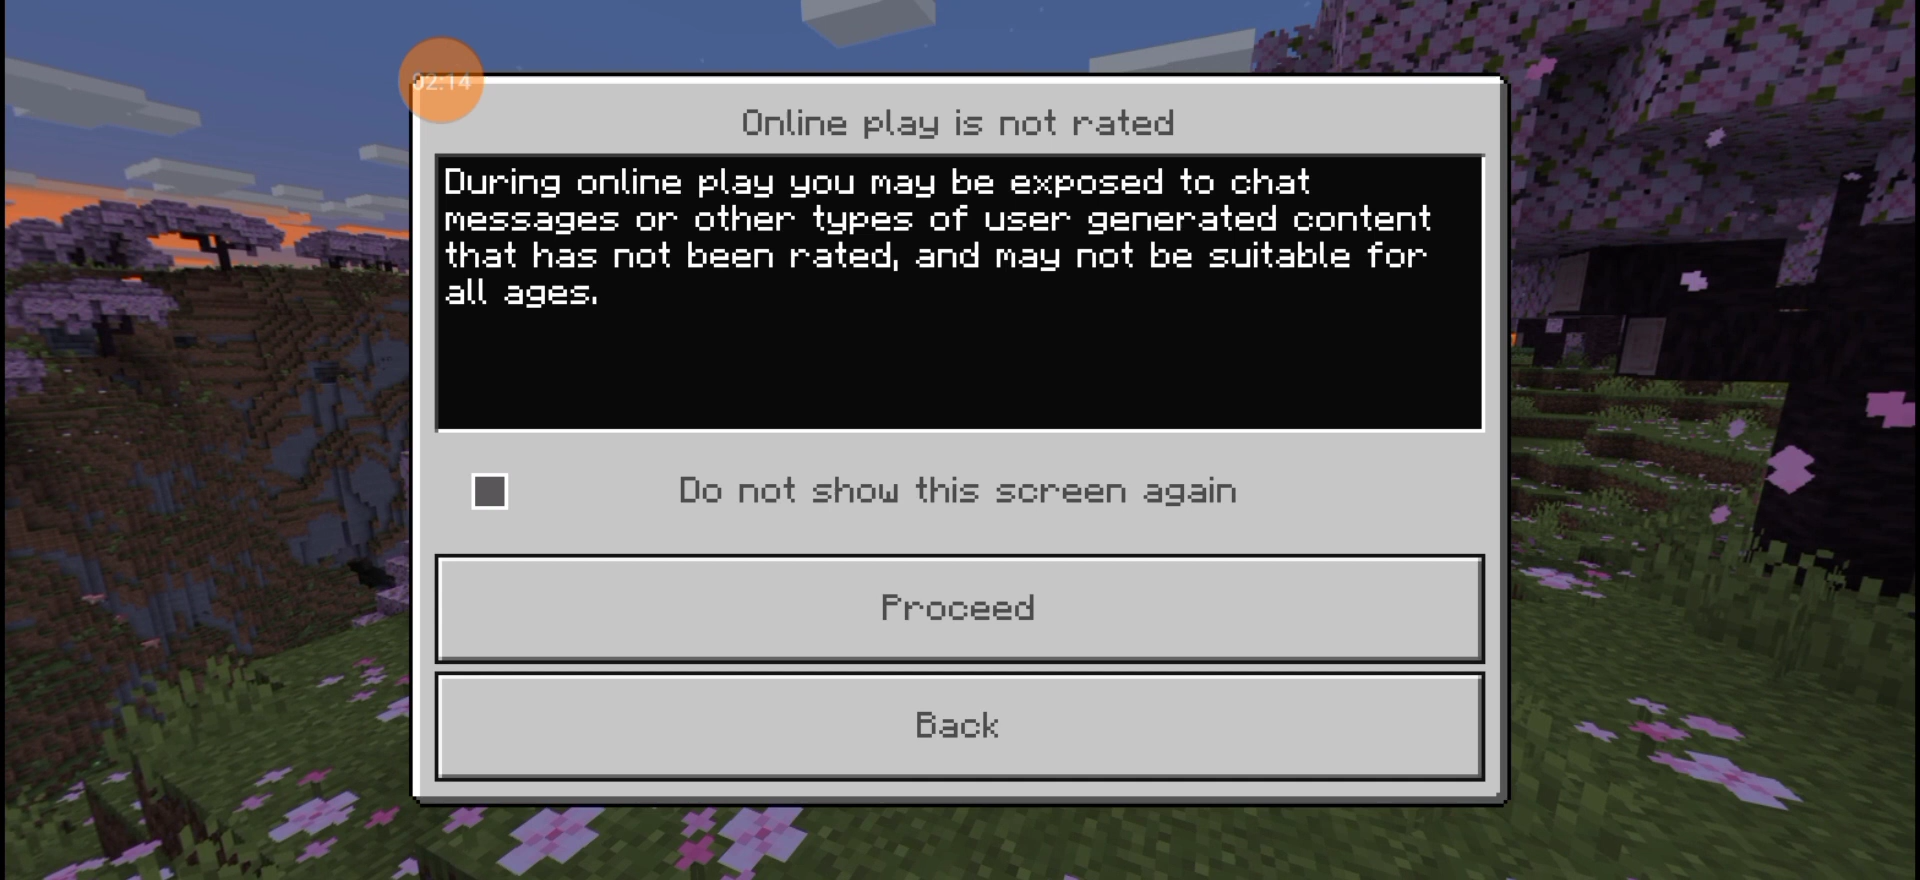 02:14
Online play is not rated
During online play you may be exposed to chat
messages or other types of user generated content
that has not been rated, and may not be suitable for
all ages.
Do not show this screen again
Proceed
Back